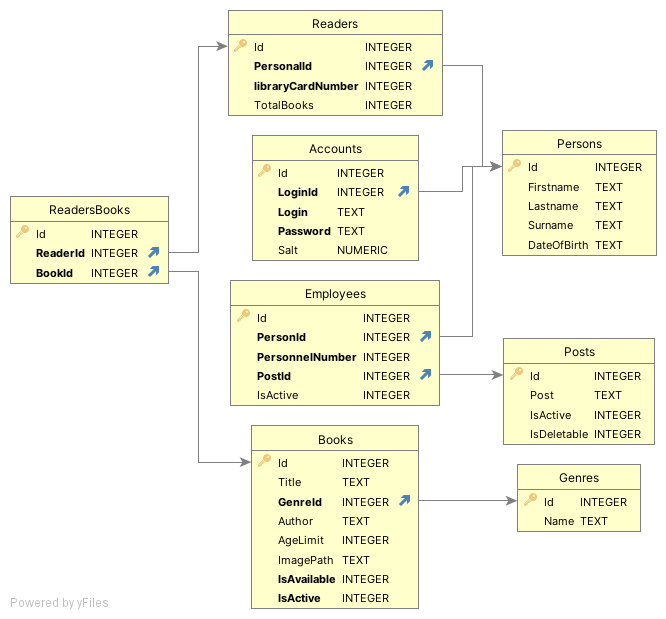 Readers
Id INTEGER
PersonalId INTEGER
libraryCardNumber INTEGER
TotalBooks INTEGER
Accounts
Id INTEGER
LoginId INTEGER
Login TEXT
Password TEXT
Salt NUMERIC
Persons
Id INTEGER
Firstname TEXT
Lastname TEXT
Surname TEXT
DateOfBirth TEXT
ReadersBooks
Id INTEGER
ReaderId INTEGER
BookId INTEGER
Employees
Id INTEGER
PersonId INTEGER
PersonnelNumber INTEGER
PostId INTEGER
IsActive INTEGER
Posts
Id INTEGER
Post TEXT
IsActive INTEGER
IsDeletable INTEGER
Books
Id INTEGER
Title TEXT
GenreId INTEGER
Author TEXT
AgeLimit INTEGER
ImagePath TEXT
IsAvailable INTEGER
IsActive INTEGER
Genres
Id INTEGER
Name TEXT
Powered by yFiles